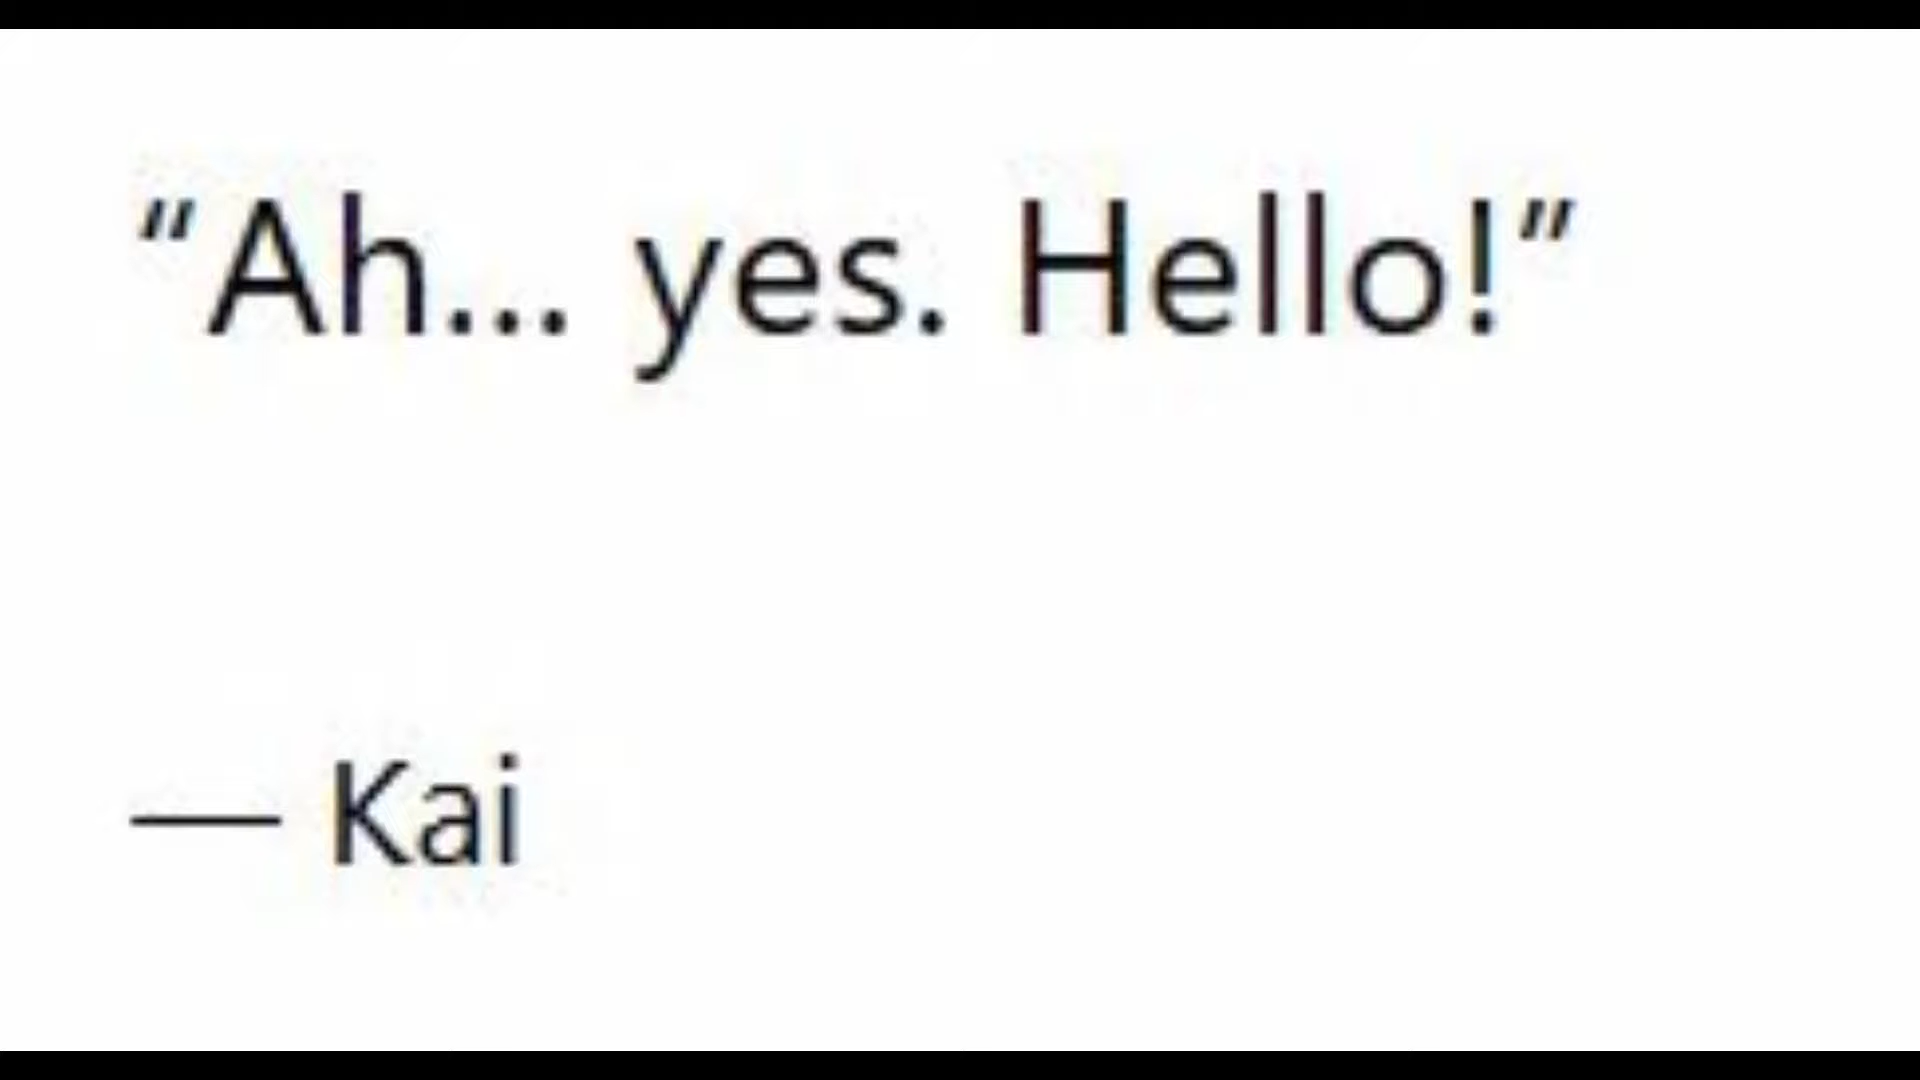 “Ah... yes. Hello!”
— Kai